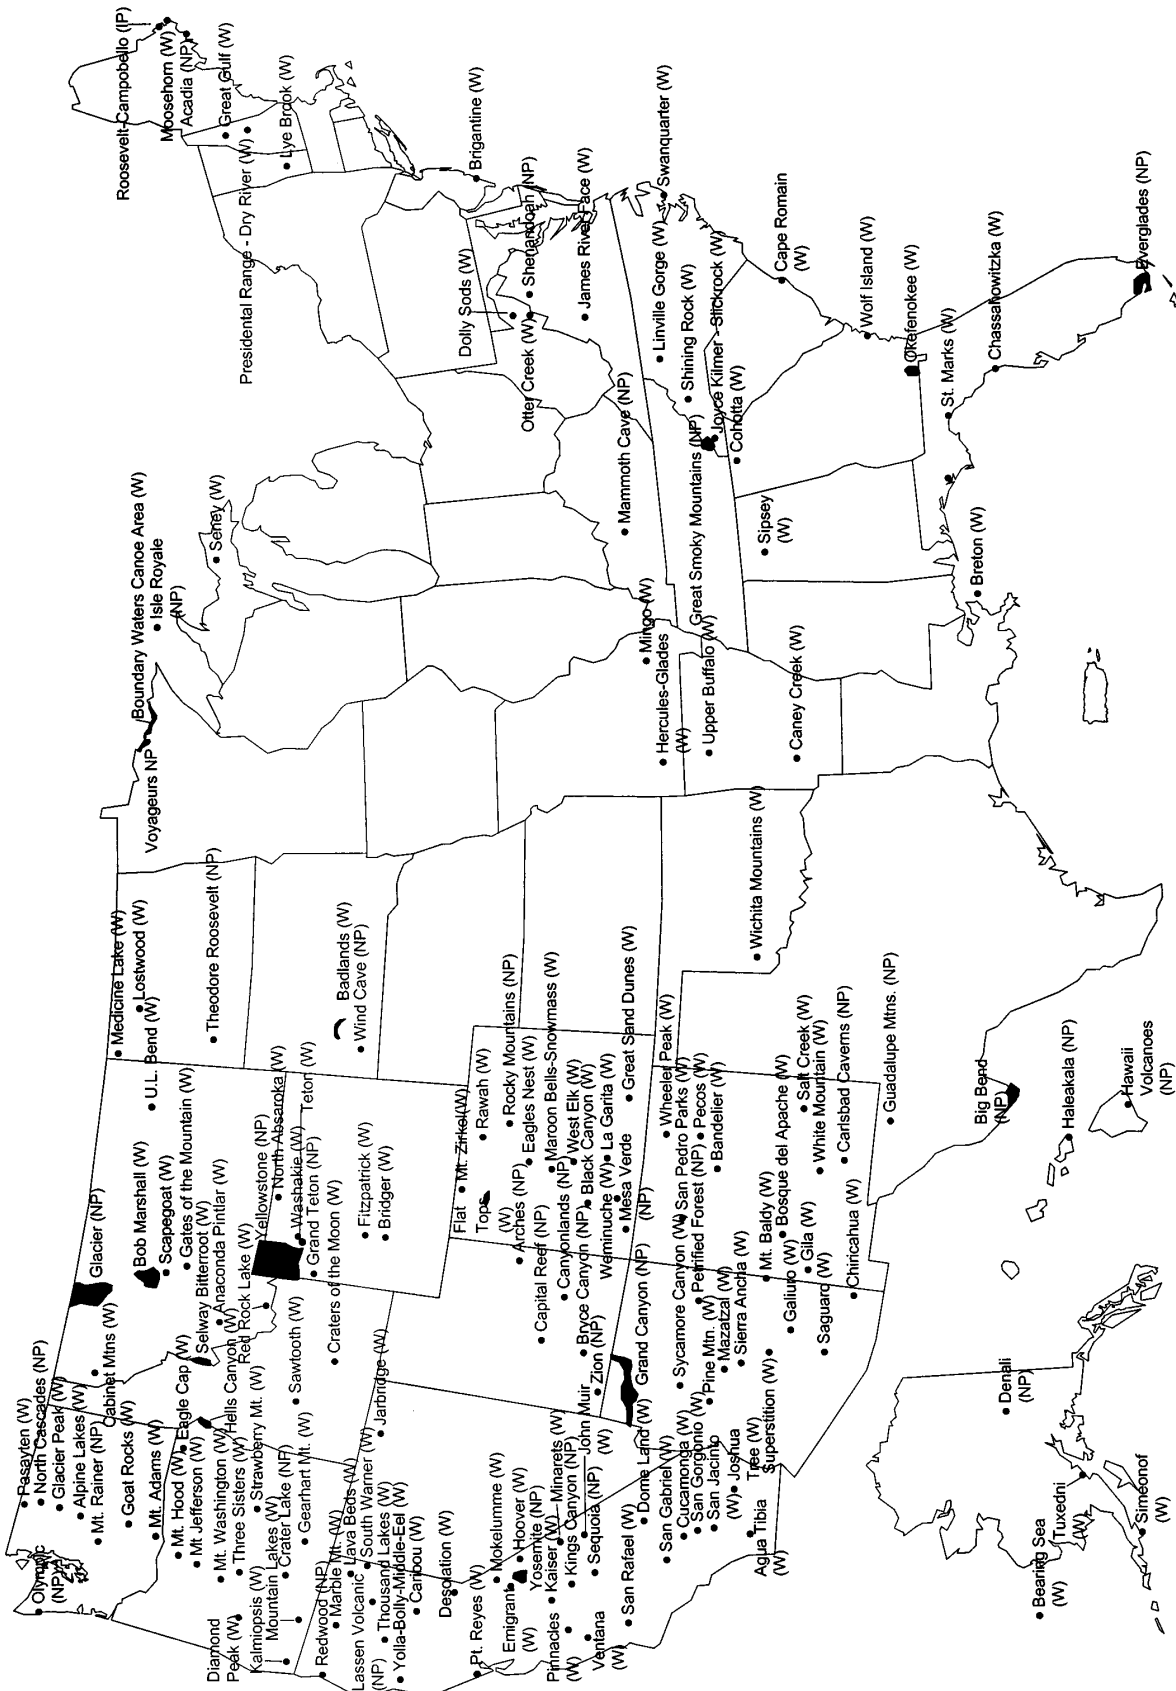 Pasayten (W)
North Cascades (NP)
Glacier Peak (W)
Alpine Lakes (W)
Mt. Rainer (NP)
Olympic
(NP)
Cabinet Mtns (W)
Goat Rocks (W)
Mt. Adams (W)
Eagle Cap (W)
Mt. Hood (W)
Mt Jefferson (W)
Mt. Washington (W)
Hells Canyon (W)
Three Sisters (W)
Strawberry Mt. (W)
Diamond
Peak (W)
Crater Lake (NP)
Gearhart Mt. (W)
Kalmiopsis (W)
Mountain Lakes (W)
Redwood (NP)
Marble Mt. (W)
Lava Beds (W)
South Warner (W)
Lassen Volcanic
(NP)
Thousand Lakes (W)
Yolla-Bolly-Middle-Eel (W)
Caribou (W)
Desolation (W)
Pt. Reyes (W)
Mokelumme (W)
Emigrant
(W)
Hoover (W)
Yosemite (NP)
Pinnacles
(W)
Kaiser (W)
Minarets (W)
Kings Canyon (NP)
John Muir
(W)
Sequoia (NP)
Ventana
(W)
San Rafael (W)
Dome Land (W)
San Gabriel (W)
Cucamonga (W)
San Gorgonio (W)
San Jacinto
(W)
Joshua
Tree (W)
Agua Tibia
(W)
Superstition (W)
Glacier (NP)
Bob Marshall (W)
Scapegoat (W)
Gates of the Mountain (W)
Selway Bitterroot (W)
Anaconda Pintlar (W)
Red Rock Lake (W)
Yellowstone (NP)
North Absaroka (W)
Washakie (W)
Teton (W)
Grand Teton (NP)
Sawtooth (W)
Craters of the Moon (W)
Fitzpatrick (W)
Bridger (W)
Jarbridge (W)
Medicine Lake (W)
Lostwood (W)
U.L. Bend (W)
Theodore Roosevelt (NP)
Badlands (W)
Wind Cave (NP)
Flat
Tops
(W)
Mt. Zirkel (W)
Rawah (W)
Rocky Mountains (NP)
Eagles Nest (W)
Maroon Bells-Snowmass (W)
West Elk (W)
Black Canyon (W)
La Garita (W)
Great Sand Dunes (W)
Weminuche (W)
Mesa Verde
(NP)
Arches (NP)
Capital Reef (NP)
Canyonlands (NP)
Bryce Canyon (NP)
Zion (NP)
Grand Canyon (NP)
Wheeler Peak (W)
San Pedro Parks (W)
Pecos (W)
Bandelier (W)
Petrified Forest (NP)
Sycamore Canyon (W)
Pine Mtn. (W)
Mazatzal (W)
Sierra Ancha (W)
Mt. Baldy (W)
Bosque del Apache (W)
Salt Creek (W)
White Mountain (W)
Gila (W)
Galiuro (W)
Saguaro (W)
Carlsbad Caverns (NP)
Chiricahua (W)
Guadalupe Mtns. (NP)
Big Bend
(NP)
Wichita Mountains (W)
Voyageurs NP
Boundary Waters Canoe Area (W)
Isle Royale
(NP)
Seney (W)
Hercules-Glades
(W)
Mingo (W)
Upper Buffalo (W)
Caney Creek (W)
Mammoth Cave (NP)
Great Smoky Mountains (NP)
Sipsey
(W)
Breton (W)
Roosevelt-Campobello (IP)
Moosehorn (W)
Acadia (NP)
Great Gulf (W)
Presidental Range - Dry River (W)
Lye Brook (W)
Brigantine (W)
Dolly Sods (W)
Otter Creek (W)
Shenandoah (NP)
James River Face (W)
Swanquarter (W)
Linville Gorge (W)
Shining Rock (W)
Joyce Kilmer - Slickrock (W)
Cohotta (W)
Cape Romain
(W)
Wolf Island (W)
Okefenokee (W)
St. Marks (W)
Chassahowitzka (W)
Everglades (NP)
Bearing Sea
(W)
Tuxedni
(W)
Simeonof
(W)
Denali
(NP)
Haleakala (NP)
Hawaii
Volcanoes
(NP)